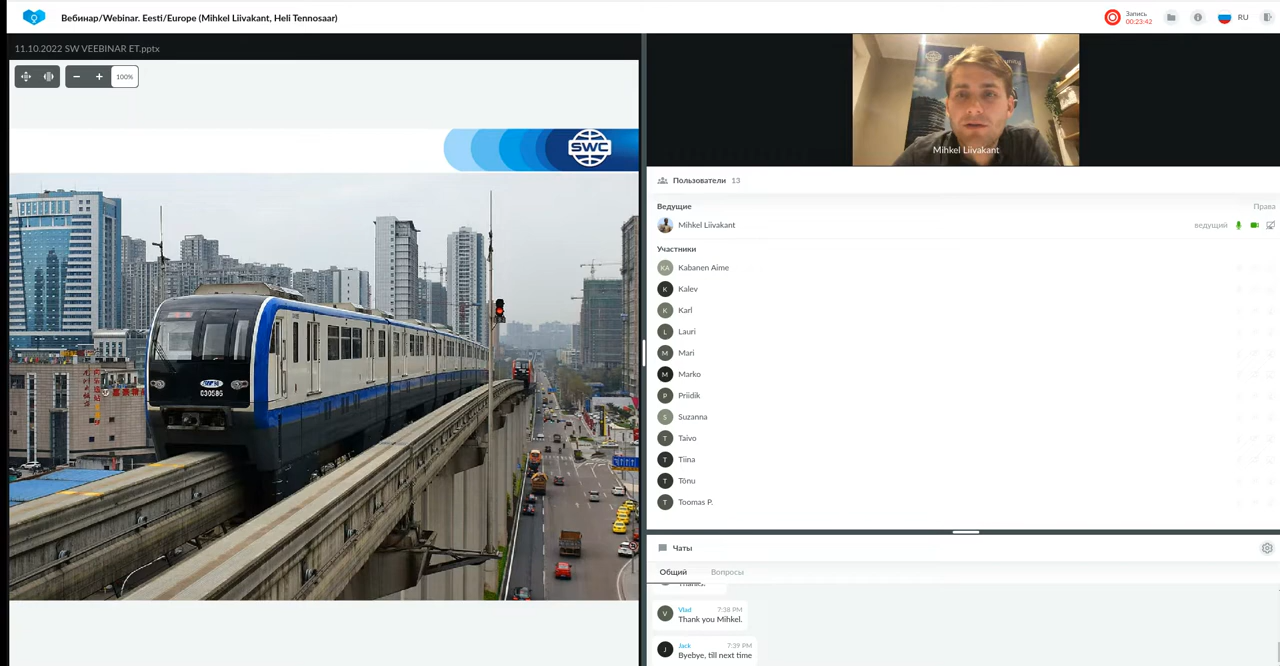 Вебинар/Webinar. Eesti/Europe (Mihkel Liivakant, Heli Tennosaar)
Запись
00:23:42
RU
11.10.2022 SW VEEBINAR ET.pptx
100%
SWC
030586
Mihkel Liivakant
Пользователи 13
Ведущие
Права
Mihkel Liivakant
ведущий
Участники
KA Kabanen Aime
K Kalev
K Karl
L Lauri
M Mari
M Marko
P Priidik
S Suzanna
T Taivo
T Tiina
T Tõnu
T Toomas P.
Чаты
Общий Вопросы
Thanks.
V Vlad 7:38 PM
Thank you Mihkel.
J Jack 7:39 PM
Byebye, till next time